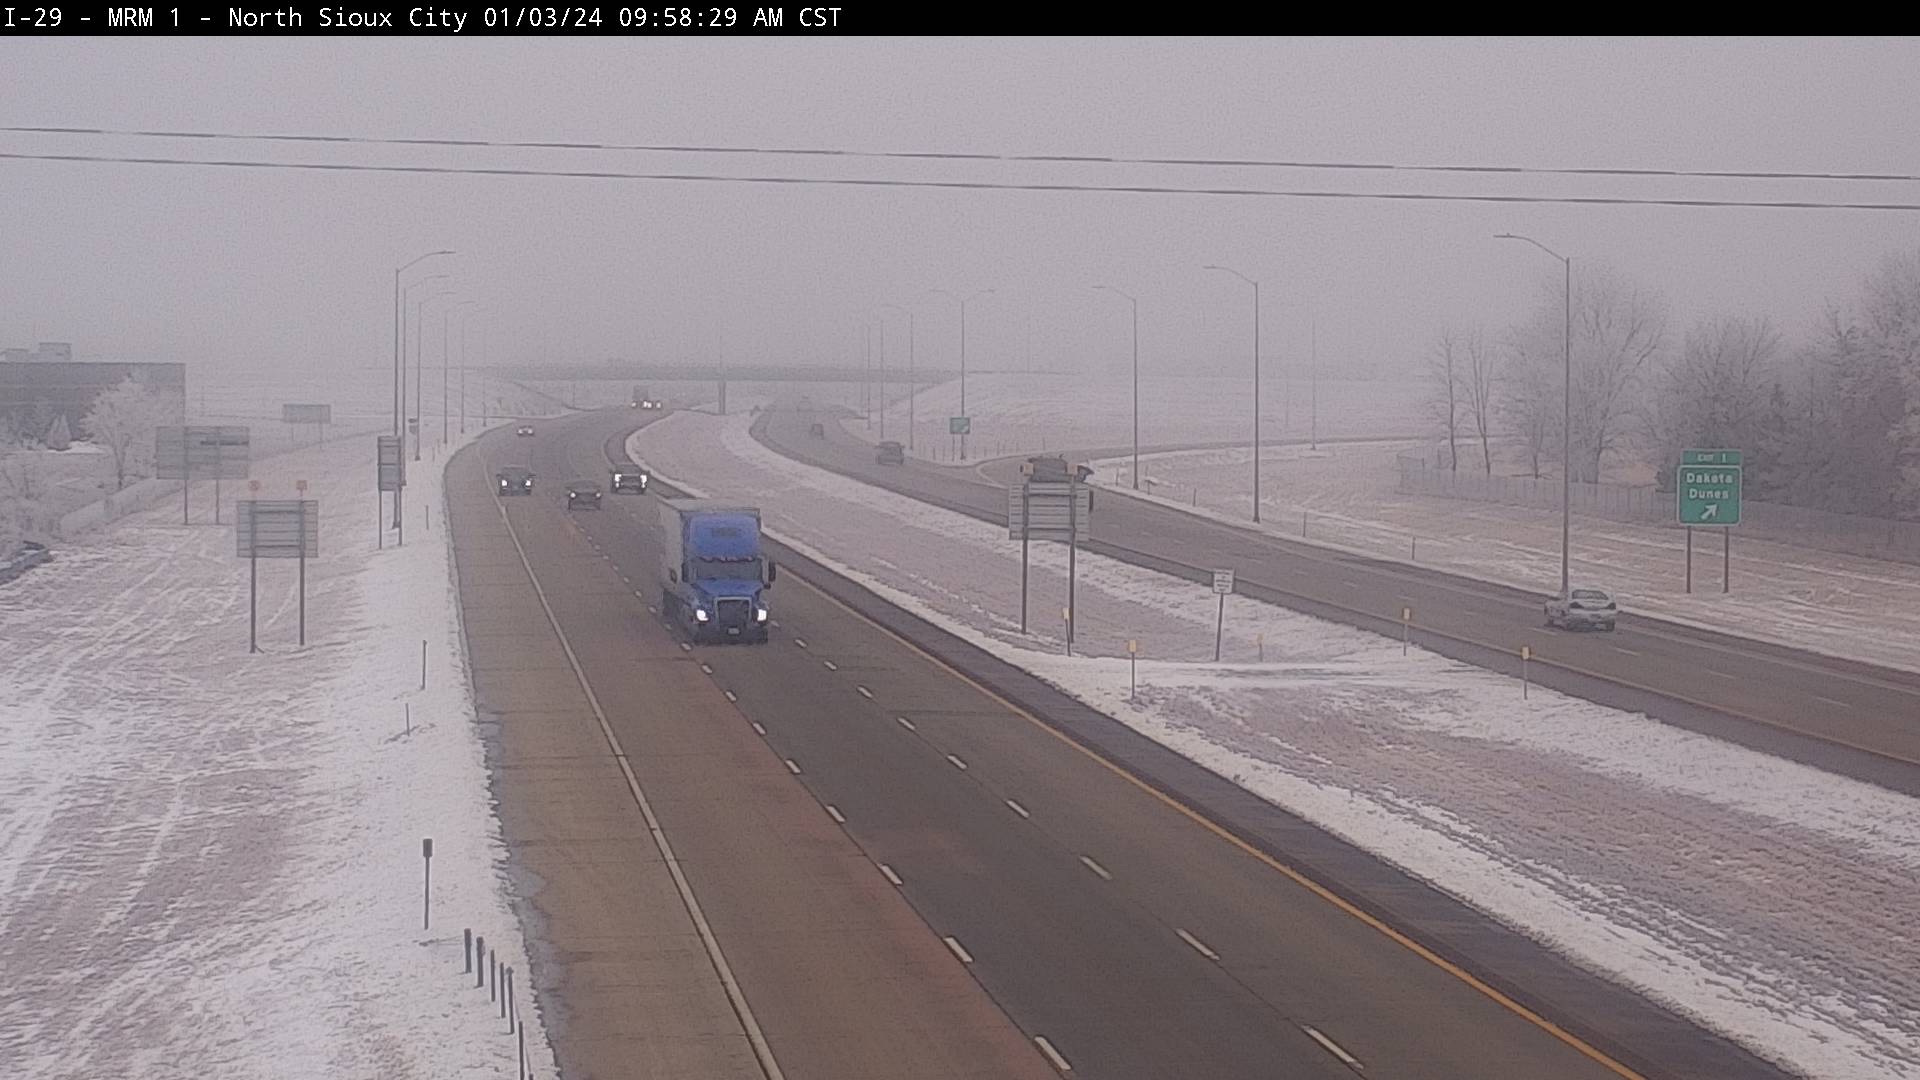 I-29 - MRM 1 - North Sioux City 01/03/24 09:58:29 AM CST
EXIT 1
Dakota
Dunes